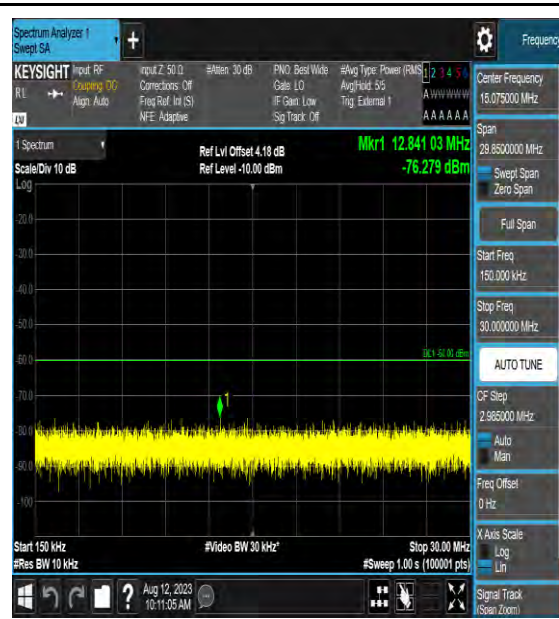 Spectrum Analyzer 1
Swept SA
Frequency
KEYSIGHT Input: RF
Coupling: DC
Align: Auto
RL
Input Z: 50 Ω
Corrections: Off
Freq Ref: Int (S)
NFE: Adaptive
#Atten: 30 dB
PNO: Best Wide
Gate: LO
IF Gain: Low
Sig Track: Off
#Avg Type: Power (RMS
Avg|Hold: 5/5
Trig: External 1
1 2 3 4 5 6
A W W W W W
A A A A A A
1 Spectrum
Scale/Div 10 dB
Log
Ref Lvl Offset 4.18 dB
Ref Level -10.00 dBm
Mkr1 12.841 03 MHz
-76.279 dBm
-20.0
-30.0
-40.0
-50.0
-60.0
-70.0
-80.0
-90.0
-100
DL1 -60.00 dBm
1
Start 150 kHz
#Res BW 10 kHz
#Video BW 30 kHz*
Stop 30.00 MHz
#Sweep 1.00 s (100001 pts)
Center Frequency
15.075000 MHz
Span
29.8500000 MHz
Swept Span
Zero Span
Full Span
Start Freq
150.000 kHz
Stop Freq
30.000000 MHz
AUTO TUNE
CF Step
2.985000 MHz
Auto
Man
Freq Offset
0 Hz
X Axis Scale
Log
Lin
Signal Track
(Span Zoom)
Aug 12, 2023
10:11:05 AM